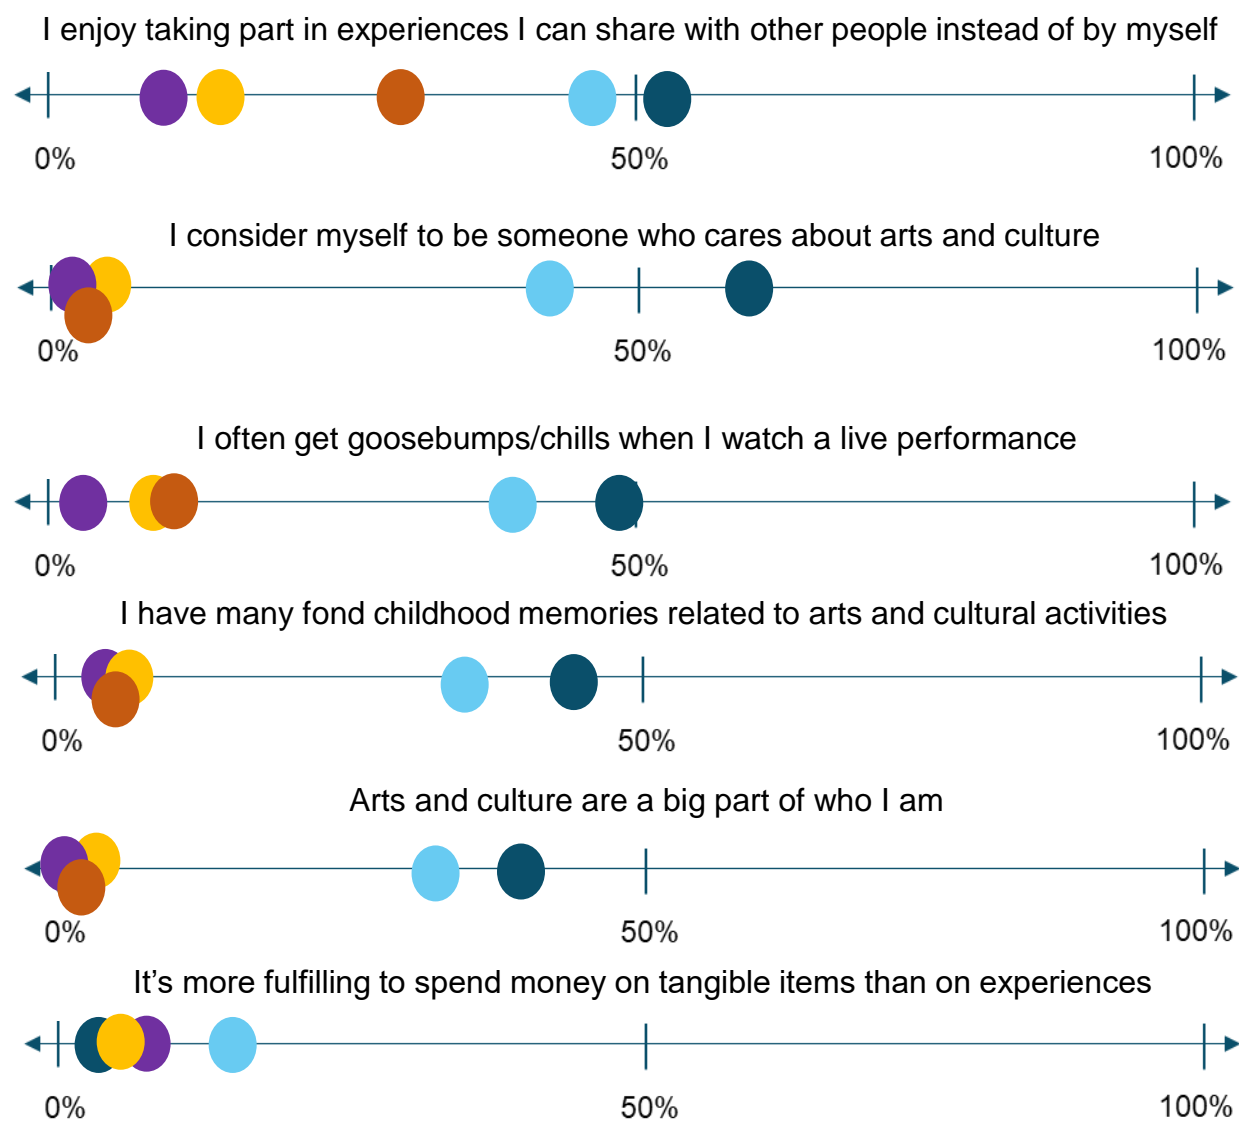 I enjoy taking part in experiences I can share with other people instead of by myself
0% 50% 100%
I consider myself to be someone who cares about arts and culture
0% 50% 100%
I often get goosebumps/chills when I watch a live performance
0% 50% 100%
I have many fond childhood memories related to arts and cultural activities
0% 50% 100%
Arts and culture are a big part of who I am
0% 50% 100%
It’s more fulfilling to spend money on tangible items than on experiences
0% 50% 100%